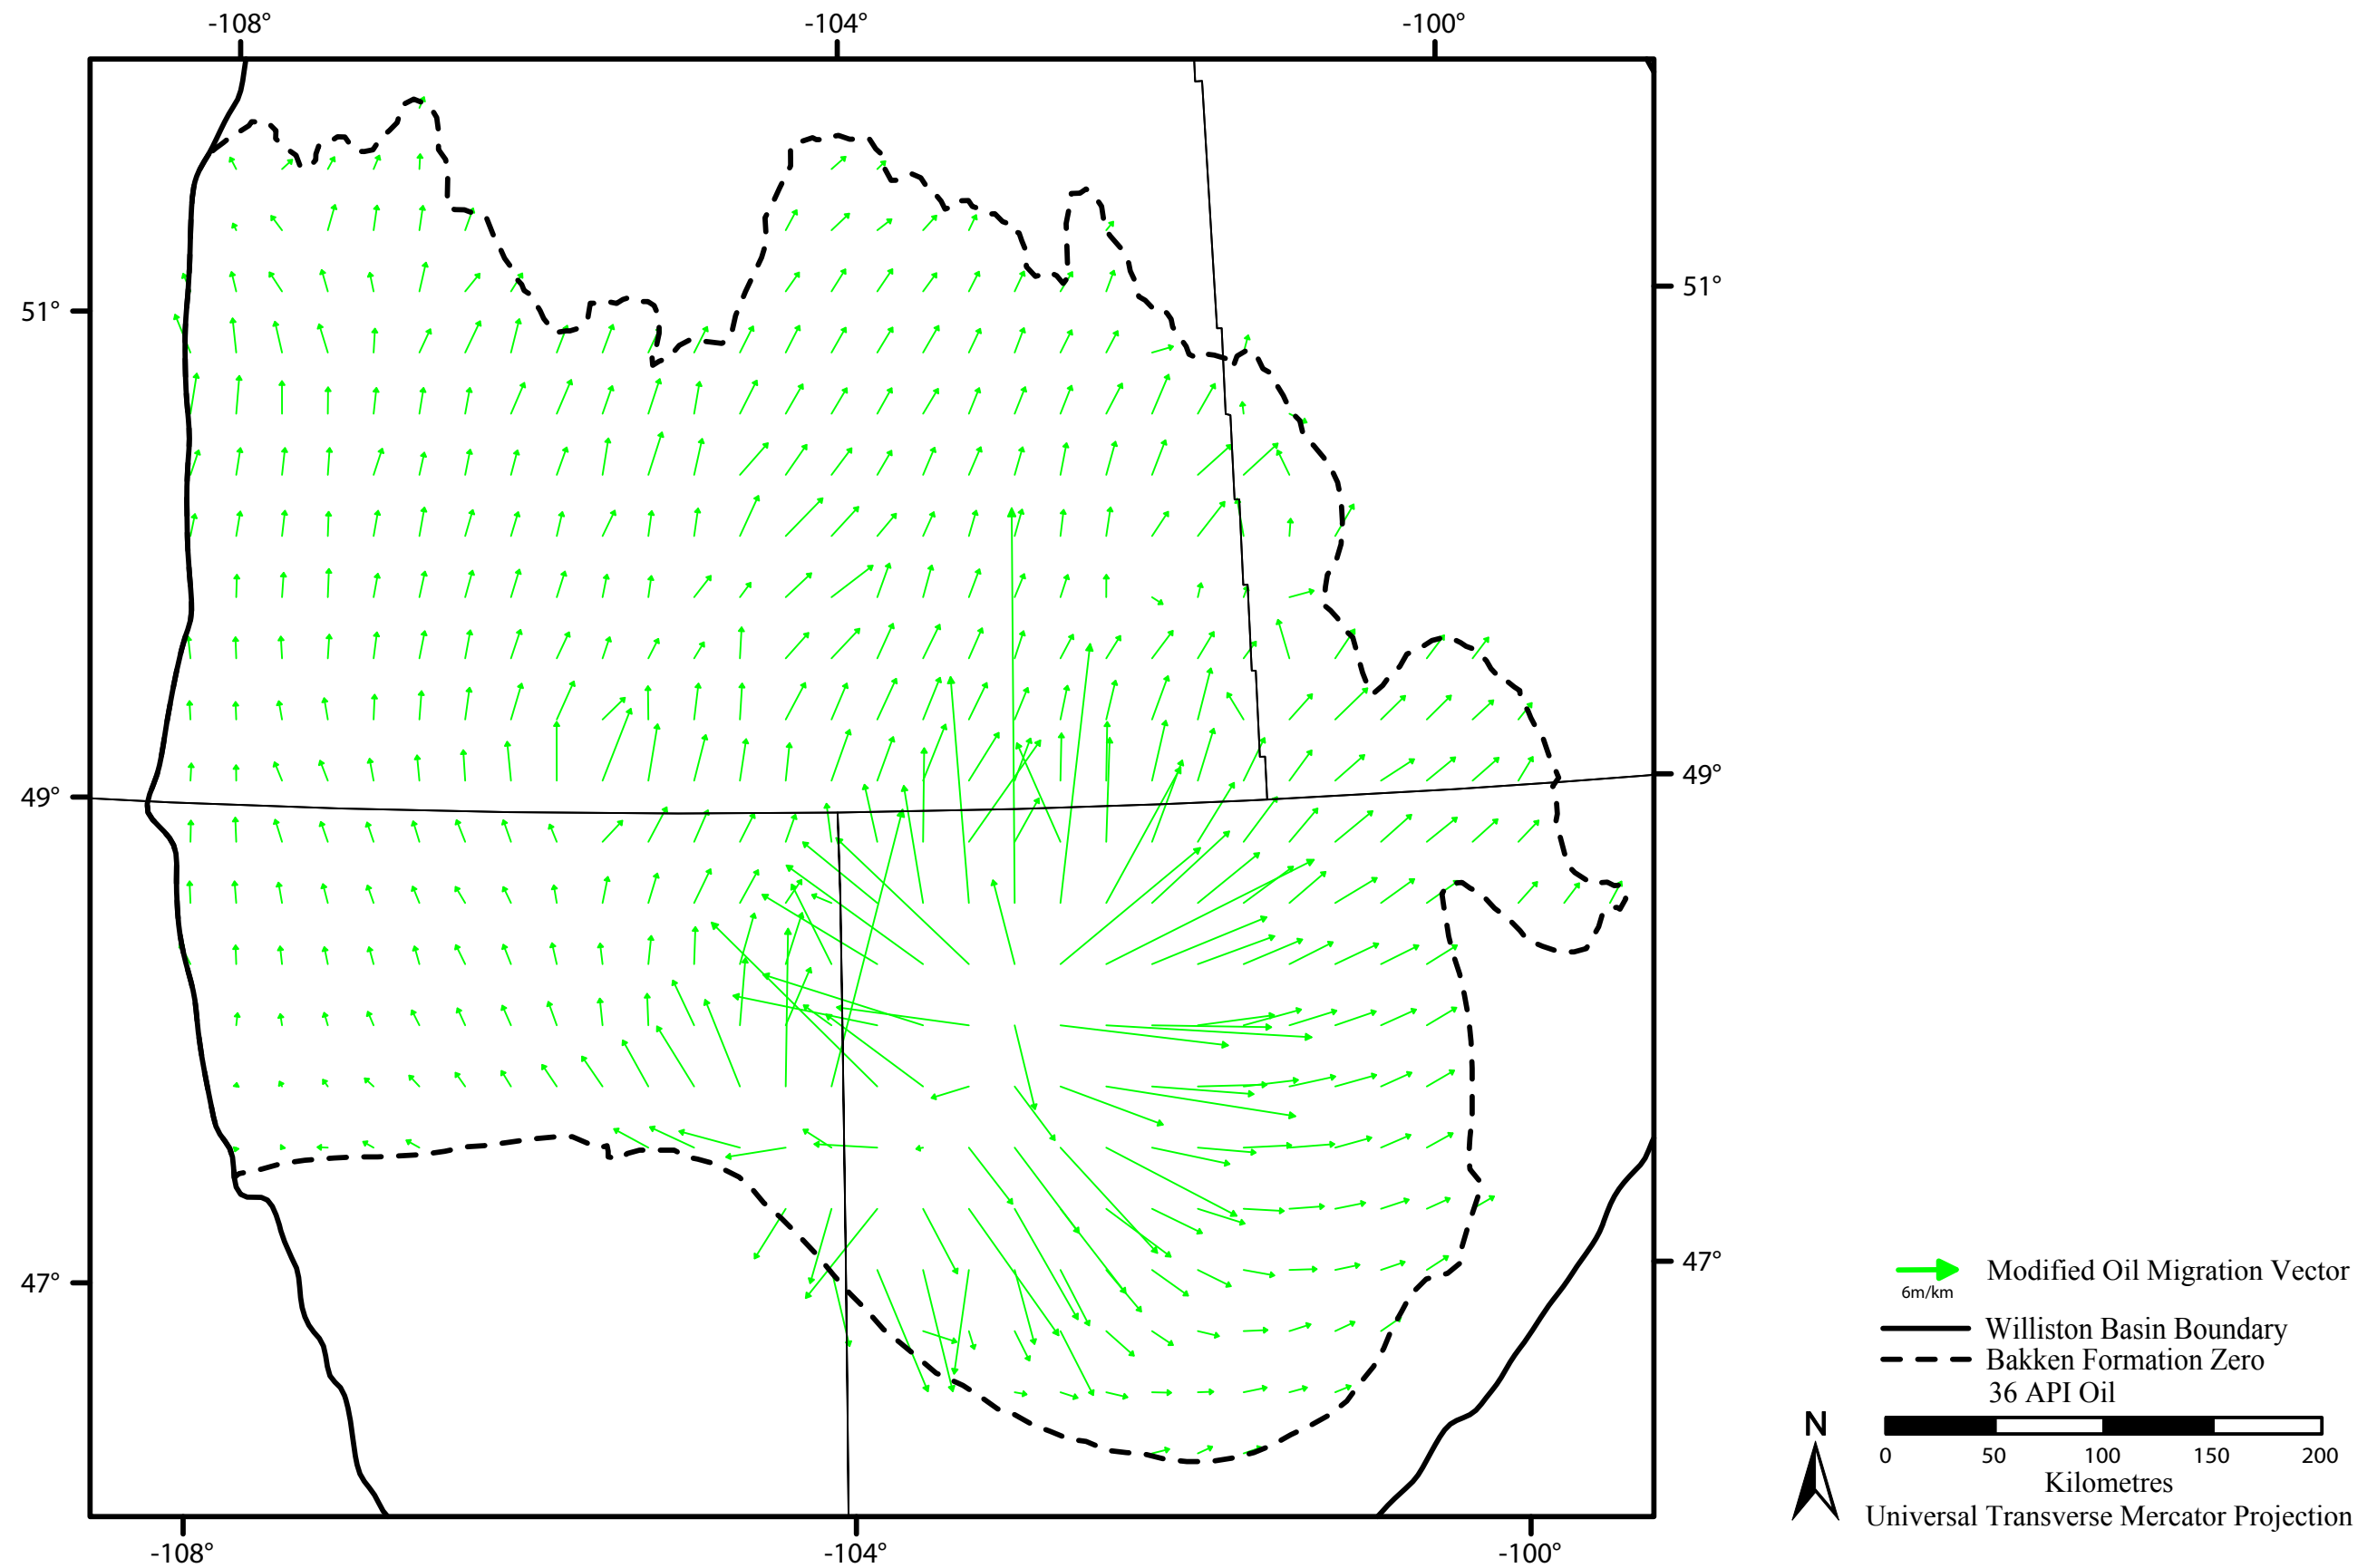 -108°
-104°
-100°
51°
51°
49°
49°
47°
47°
-108°
-104°
-100°
Modified Oil Migration Vector
6m/km
Williston Basin Boundary
Bakken Formation Zero
36 API Oil
N
0 50 100 150 200
Kilometres
Universal Transverse Mercator Projection